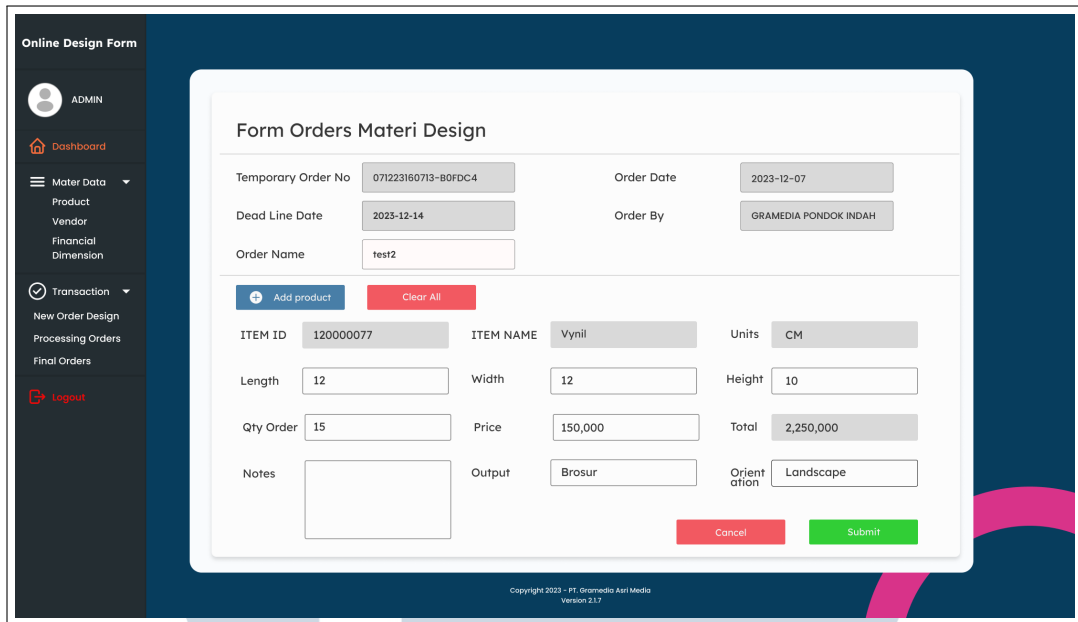 Online Design Form
ADMIN
Dashboard
Mater Data
Product
Vendor
Financial
Dimension
Transaction
New Order Design
Processing Orders
Final Orders
Logout
Form Orders Materi Design
Temporary Order No 071223160713-B0FDC4 Order Date 2023-12-07
Dead Line Date 2023-12-14 Order By GRAMEDIA PONDOK INDAH
Order Name test2
Add product Clear All
ITEM ID 120000077 ITEM NAME Vynil Units CM
Length 12 Width 12 Height 10
Qty Order 15 Price 150,000 Total 2,250,000
Notes Output Brosur Orient
ation Landscape
Cancel Submit
Copyright 2023 - PT. Gramedia Asri Media
Version 2.1.7